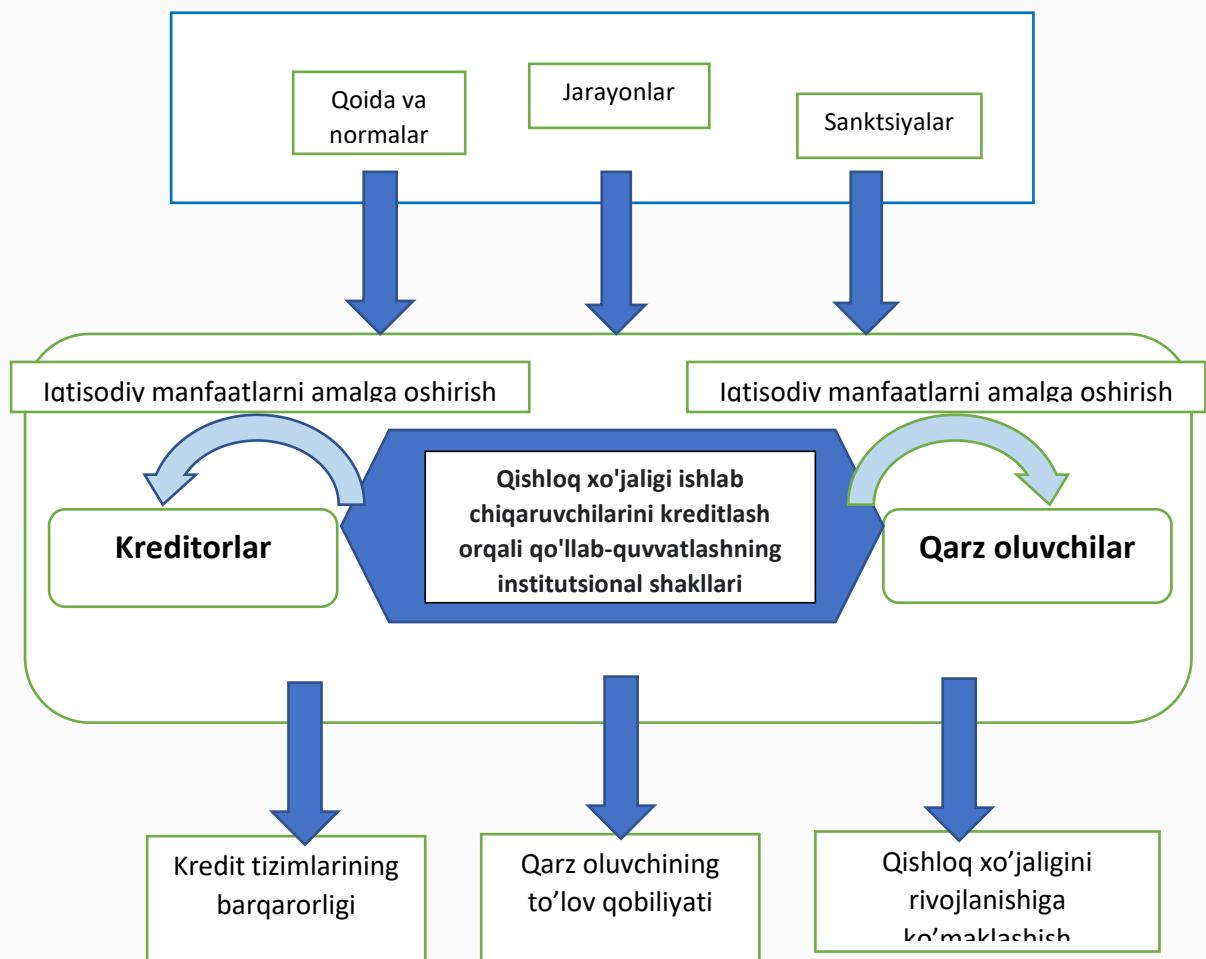 Qoida va
normalar
Jarayonlar
Sanktsiyalar
Iqtisodiy manfaatlarni amalga oshirish
Iqtisodiy manfaatlarni amalga oshirish
Kreditorlar
Qishloq xo'jaligi ishlab
chiqaruvchilarini kreditlash
orqali qo'llab-quvvatlashning
institutsional shakllari
Qarz oluvchilar
Kredit tizimlarining
barqarorligi
Qarz oluvchining
to’lov qobiliyati
Qishloq xo’jaligini
rivojlanishiga
ko’maklashish